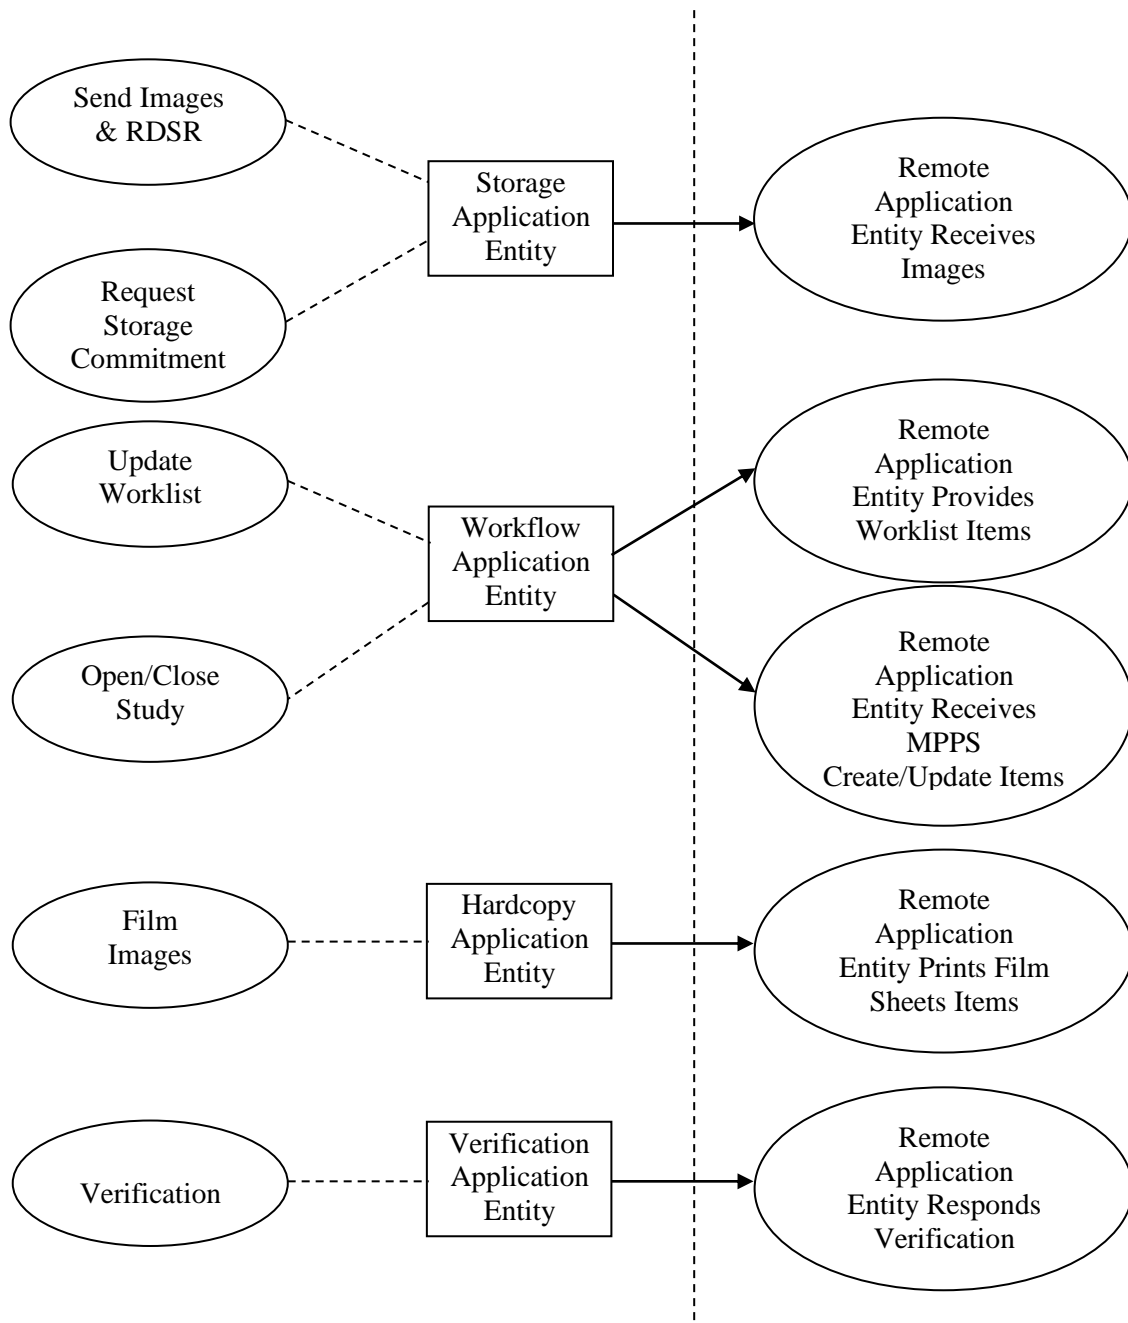 Send Images
& RDSR
Storage
Application
Entity
Remote
Application
Entity Receives
Images
Request
Storage
Commitment
Update
Worklist
Workflow
Application
Entity
Remote
Application
Entity Provides
Worklist Items
Open/Close
Study
Remote
Application
Entity Receives
MPPS
Create/Update Items
Film
Images
Hardcopy
Application
Entity
Remote
Application
Entity Prints Film
Sheets Items
Verification
Verification
Application
Entity
Remote
Application
Entity Responds
Verification